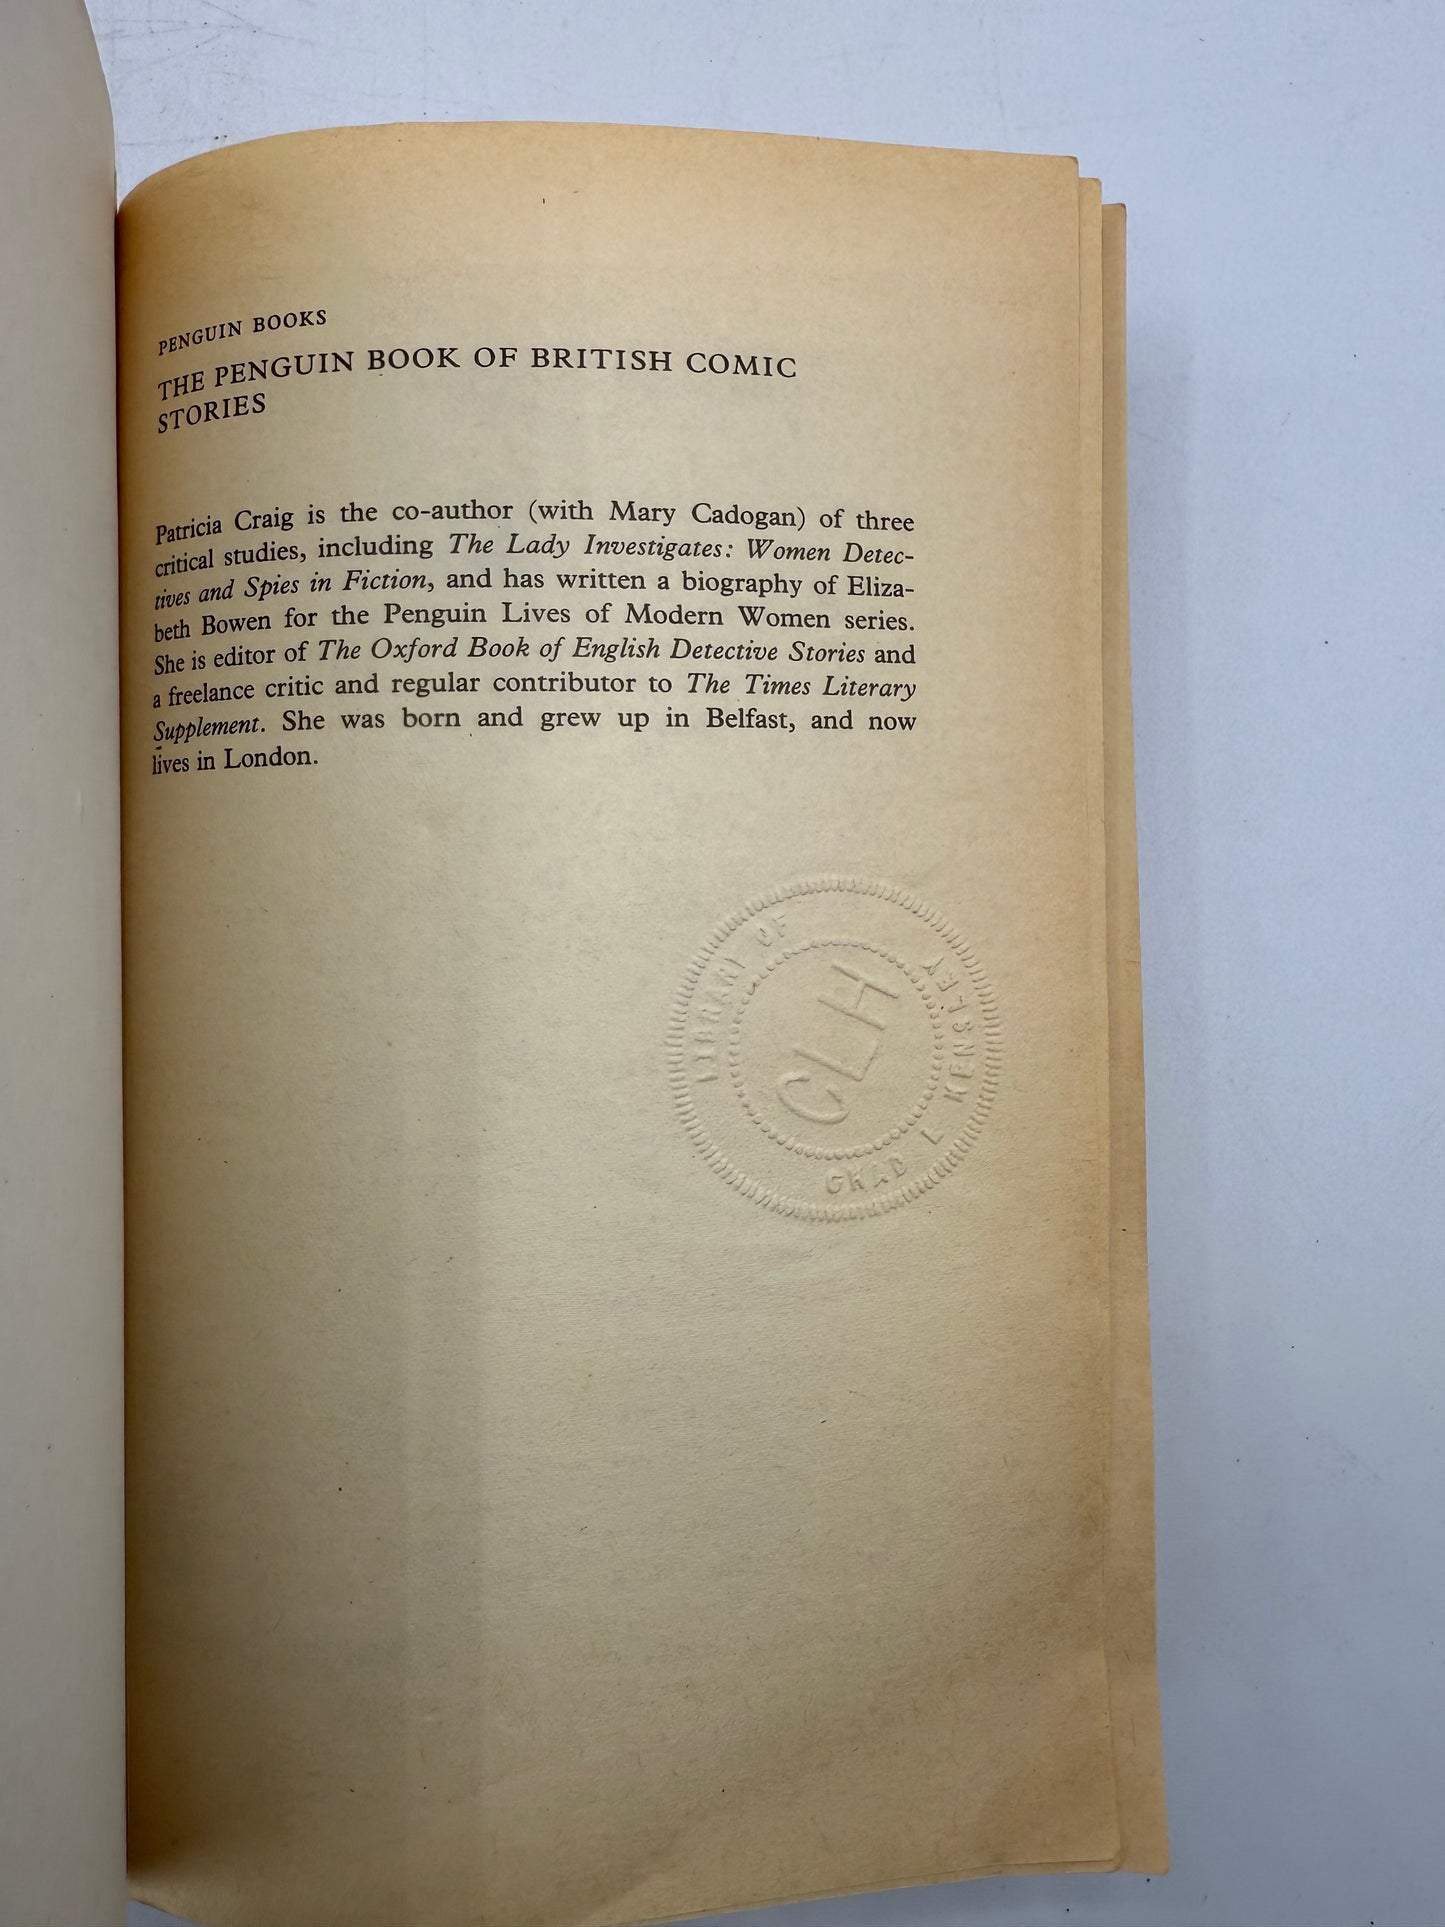 PENGUIN BOOKS
THE PENGUIN BOOK OF BRITISH COMIC
STORIES
Patricia Craig is the co-author (with Mary Cadogan) of three
critical studies, including The Lady Investigates: Women Detec-
tives and Spies in Fiction, and has written a biography of Eliza-
beth Bowen for the Penguin Lives of Modern Women series.
She is editor of The Oxford Book of English Detective Stories and
a freelance critic and regular contributor to The Times Literary
Supplement. She was born and grew up in Belfast, and now
lives in London.
LIBRARY OF
CLH
CHAD L